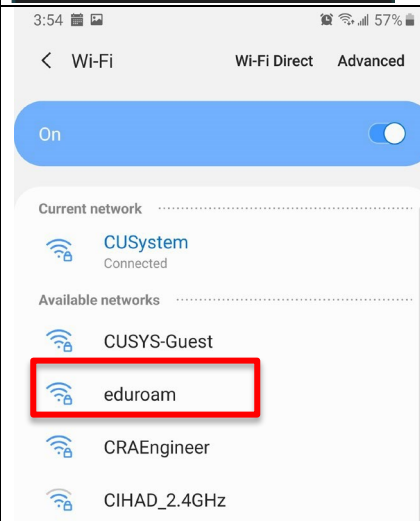 3:54 57%
Wi-Fi Wi-Fi Direct Advanced
On
Current network
CUSystem
Connected
Available networks
CUSYS-Guest
eduroam
CRAEngineer
CIHAD_2.4GHz